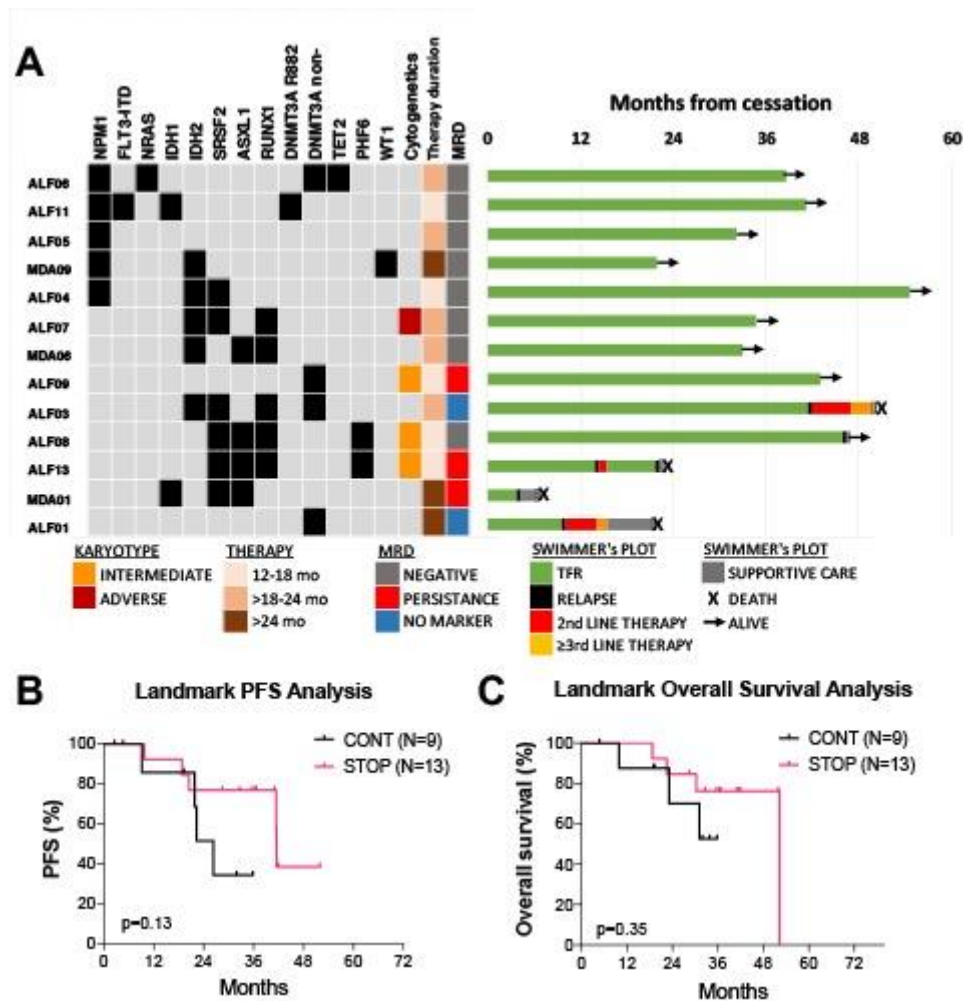 A
NPM1
FLT3-ITD
NRAS
IDH1
IDH2
SRSF2
ASXL1
RUNX1
DNMT3A R882
DNMT3A non-
TET2
PHF6
WT1
Cytogenetics
Therapy duration
MRD
Months from cessation
0 12 24 36 48 60
ALF06
ALF11
ALF05
MDA09
ALF04
ALF07
MDA06
ALF09
ALF03
X
ALF08
ALF13
X
MDA01
X
ALF01
X
KARYOTYPE
INTERMEDIATE
ADVERSE
THERAPY
12-18 mo
>18-24 mo
>24 mo
MRD
NEGATIVE
PERSISTANCE
NO MARKER
SWIMMER's PLOT
TFR
RELAPSE
2nd LINE THERAPY
≥3rd LINE THERAPY
SWIMMER's PLOT
SUPPORTIVE CARE
X DEATH
ALIVE
B
Landmark PFS Analysis
CONT (N=9)
STOP (N=13)
PFS (%)
100
80
60
40
20
0
p=0.13
0 12 24 36 48 60 72
Months
C
Landmark Overall Survival Analysis
CONT (N=9)
STOP (N=13)
Overall survival (%)
100
80
60
40
20
0
p=0.35
0 12 24 36 48 60 72
Months